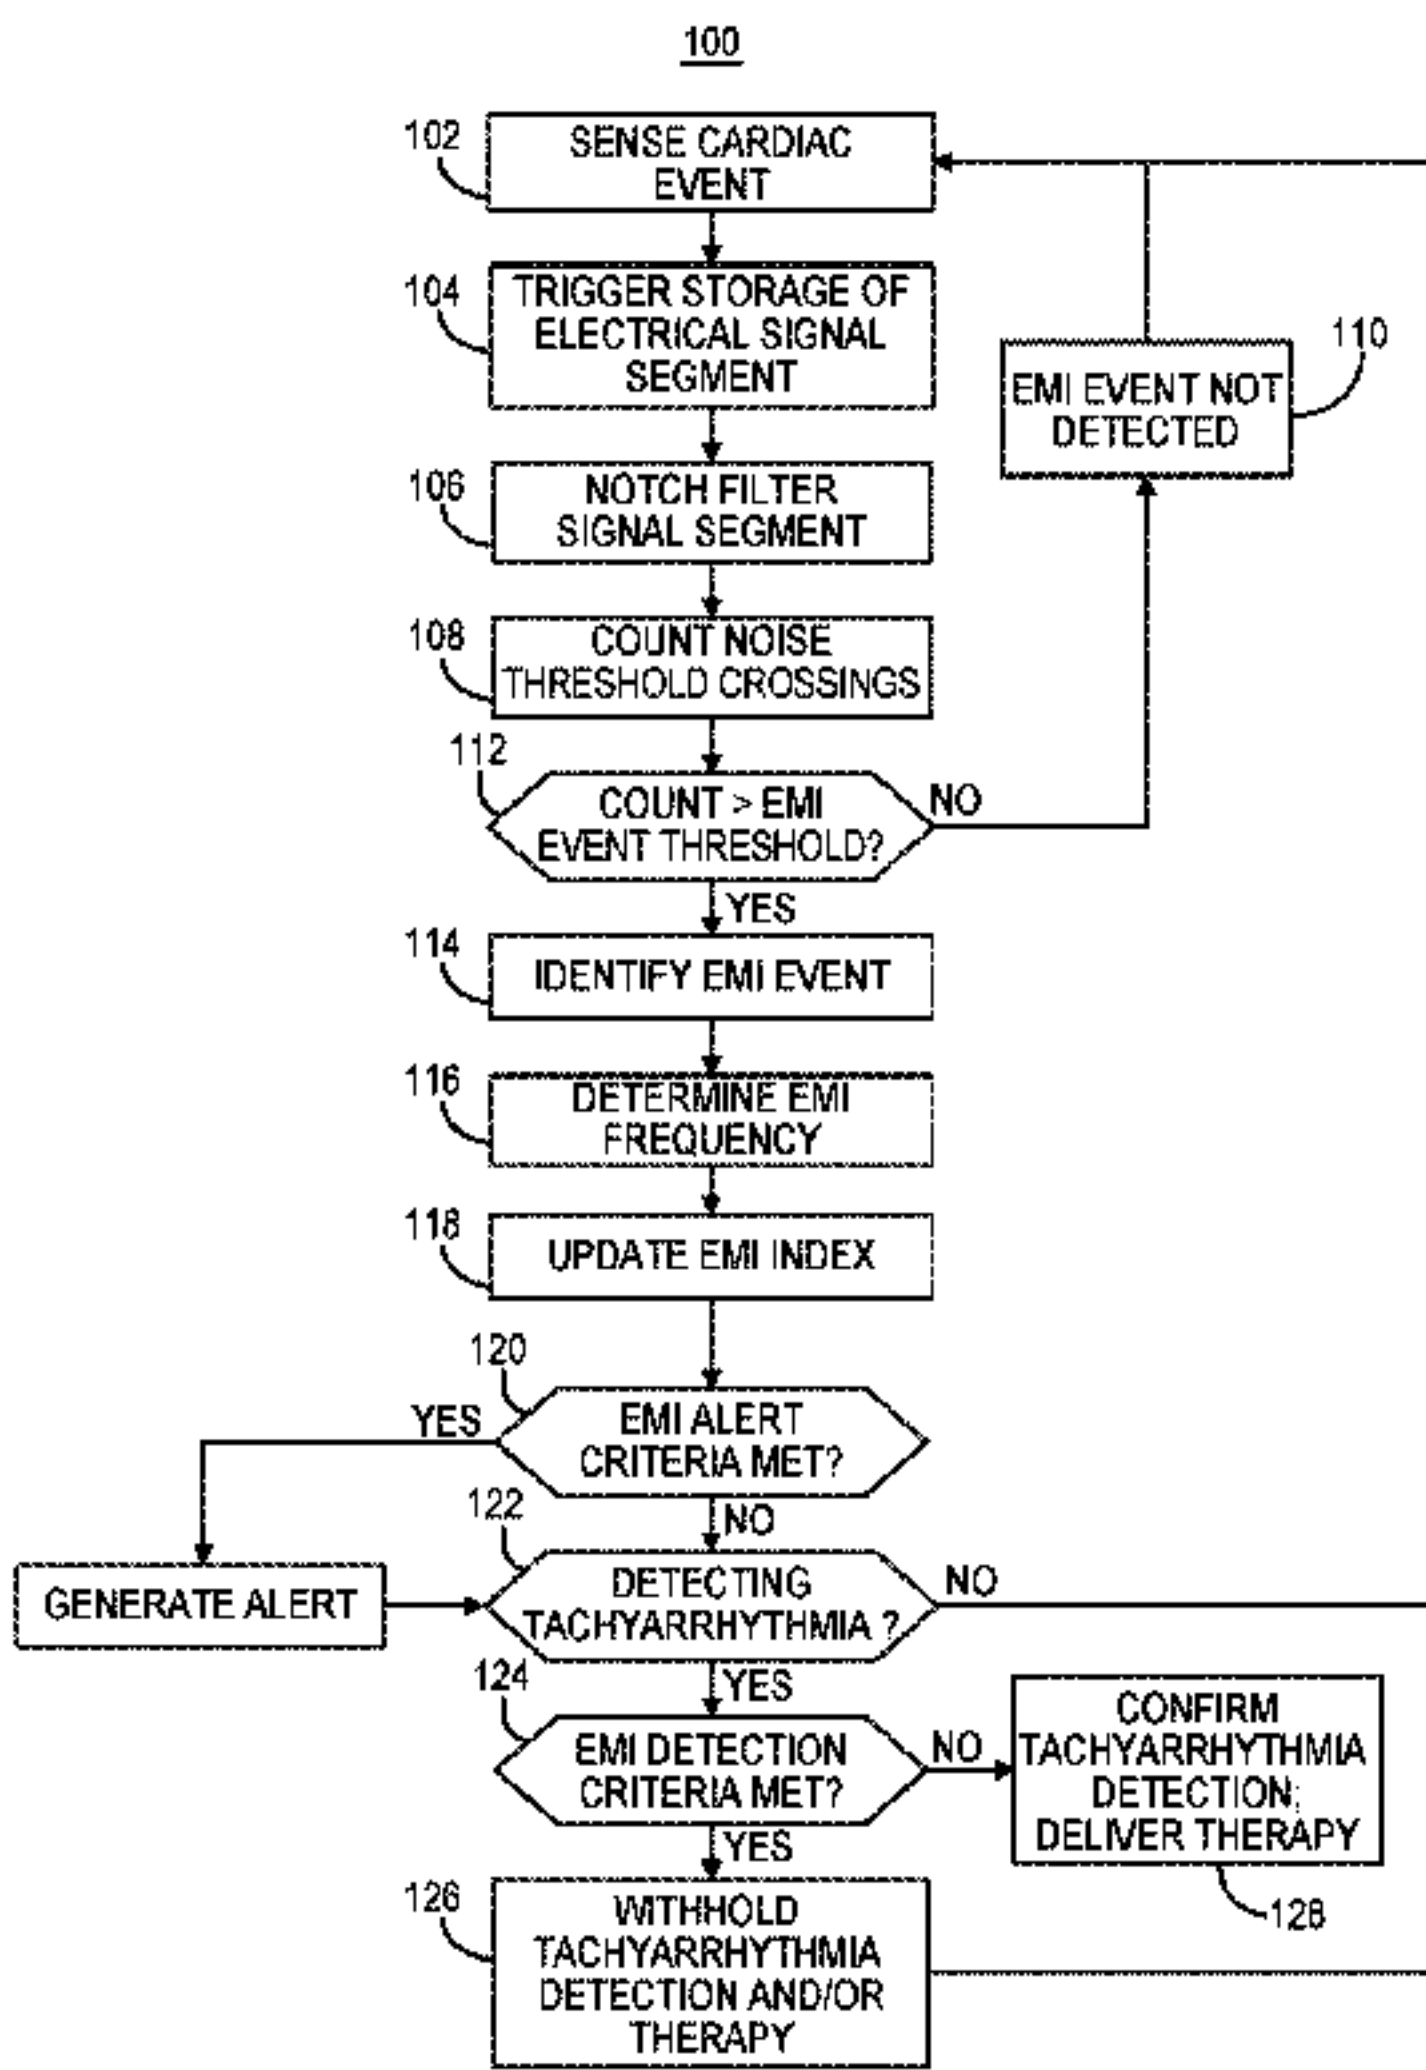 100
102
SENSE CARDIAC
EVENT
104
TRIGGER STORAGE OF
ELECTRICAL SIGNAL
SEGMENT
110
EMI EVENT NOT
DETECTED
106
NOTCH FILTER
SIGNAL SEGMENT
108
COUNT NOISE
THRESHOLD CROSSINGS
112
COUNT > EMI
EVENT THRESHOLD?
NO
YES
114
IDENTIFY EMI EVENT
116
DETERMINE EMI
FREQUENCY
118
UPDATE EMI INDEX
120
YES
EMI ALERT
CRITERIA MET?
NO
122
GENERATE ALERT
DETECTING
TACHYARRHYTHMIA ?
NO
YES
124
EMI DETECTION
CRITERIA MET?
NO
CONFIRM
TACHYARRHYTHMIA
DETECTION;
DELIVER THERAPY
128
YES
126
WITHHOLD
TACHYARRHYTHMIA
DETECTION AND/OR
THERAPY